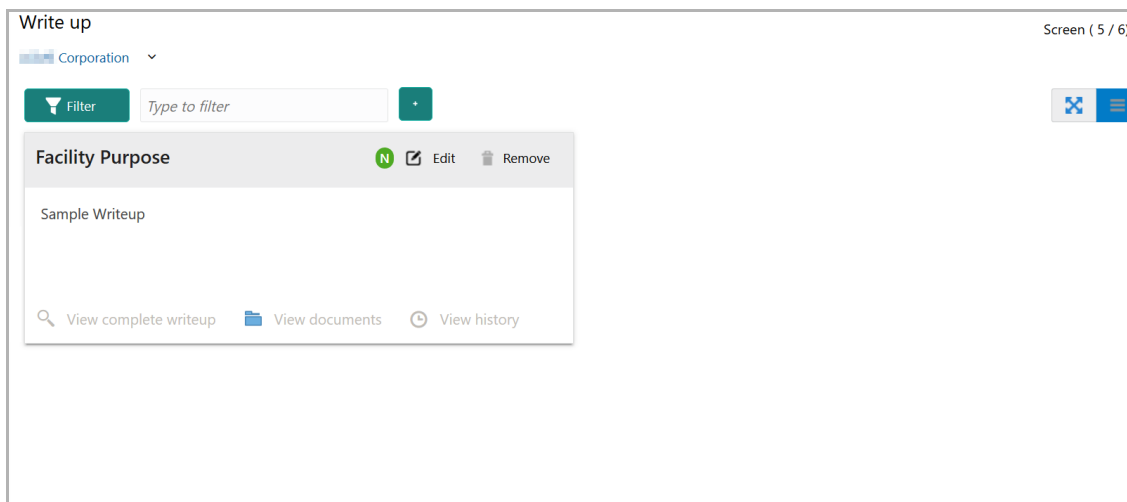 Write up
Screen ( 5 / 6)
Corporation
Filter
Type to filter
+
Facility Purpose
N
Edit
Remove
Sample Writeup
View complete writeup
View documents
View history